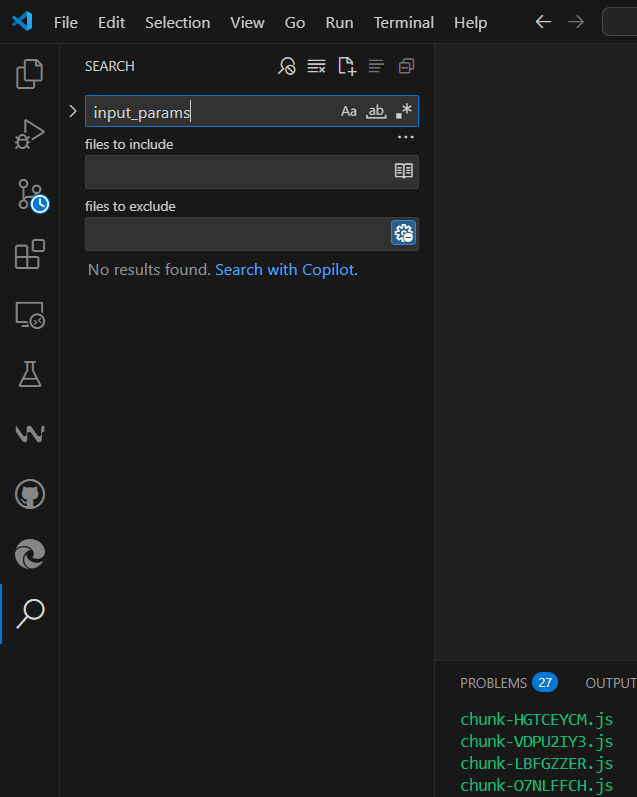 File Edit Selection View Go Run Terminal Help
SEARCH
input_params
Aa ab
files to include
files to exclude
No results found. Search with Copilot.
PROBLEMS 27 OUTPUT
chunk-HGTCEYCM.js
chunk-VDPU2IY3.js
chunk-LBFGZZER.js
chunk-O7NLFFCH.js